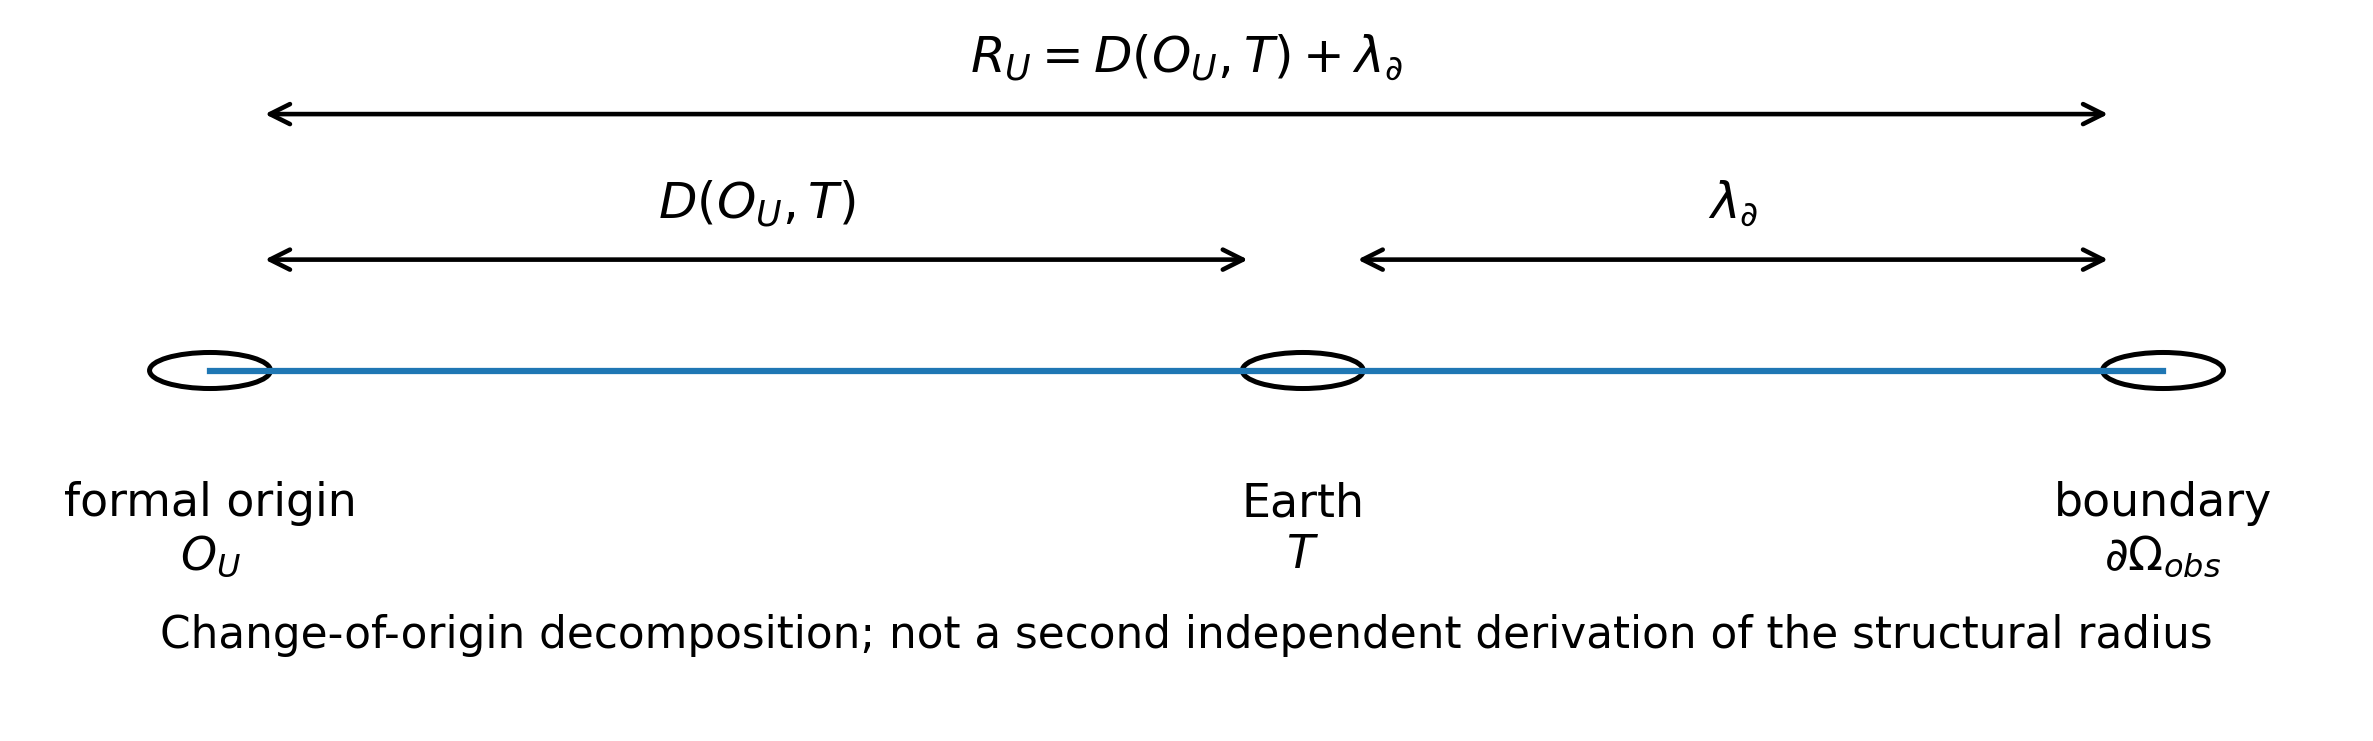 R_U = D(O_U, T) + λ_∂
D(O_U, T)
λ_∂
formal origin
O_U
Earth
T
boundary
∂Ω_obs
Change-of-origin decomposition; not a second independent derivation of the structural radius